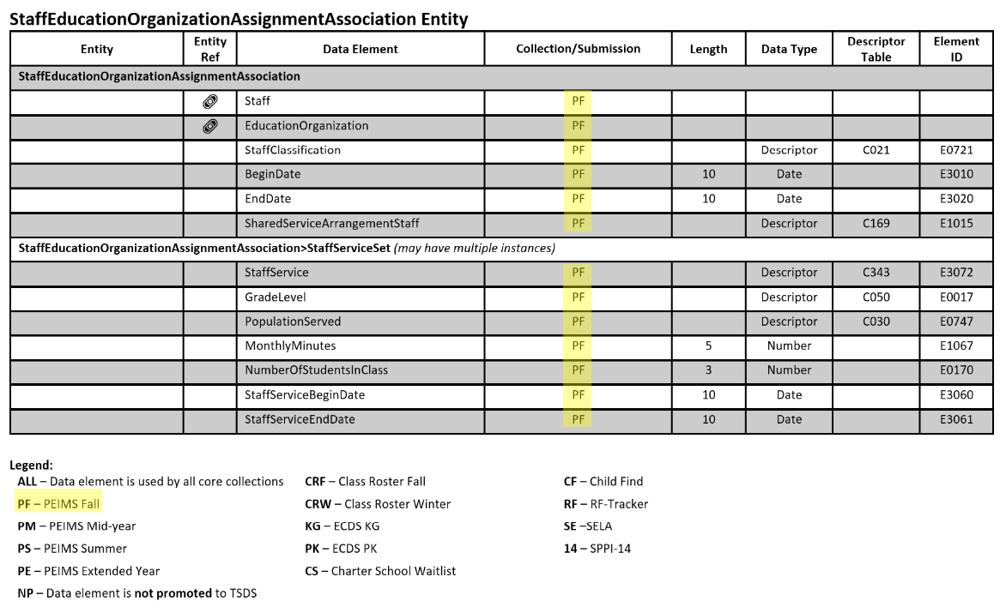 StaffEducationOrganizationAssignmentAssociation Entity
Entity Entity Ref Data Element Collection/Submission Length Data Type Descriptor Table Element ID
StaffEducationOrganizationAssignmentAssociation
Staff PF
EducationOrganization PF
StaffClassification PF Descriptor C021 E0721
BeginDate PF 10 Date E3010
EndDate PF 10 Date E3020
SharedServiceArrangementStaff PF Descriptor C169 E1015
StaffEducationOrganizationAssignmentAssociation>StaffServiceSet (may have multiple instances)
StaffService PF Descriptor C343 E3072
GradeLevel PF Descriptor C050 E0017
PopulationServed PF Descriptor C030 E0747
MonthlyMinutes PF 5 Number E1067
NumberOfStudentsInClass PF 3 Number E0170
StaffServiceBeginDate PF 10 Date E3060
StaffServiceEndDate PF 10 Date E3061
Legend:
ALL – Data element is used by all core collections CRF – Class Roster Fall CF – Child Find
PF – PEIMS Fall CRW – Class Roster Winter RF – RF-Tracker
PM – PEIMS Mid-year KG – ECDS KG SE –SELA
PS – PEIMS Summer PK – ECDS PK 14 – SPPI-14
PE – PEIMS Extended Year CS – Charter School Waitlist
NP – Data element is not promoted to TSDS